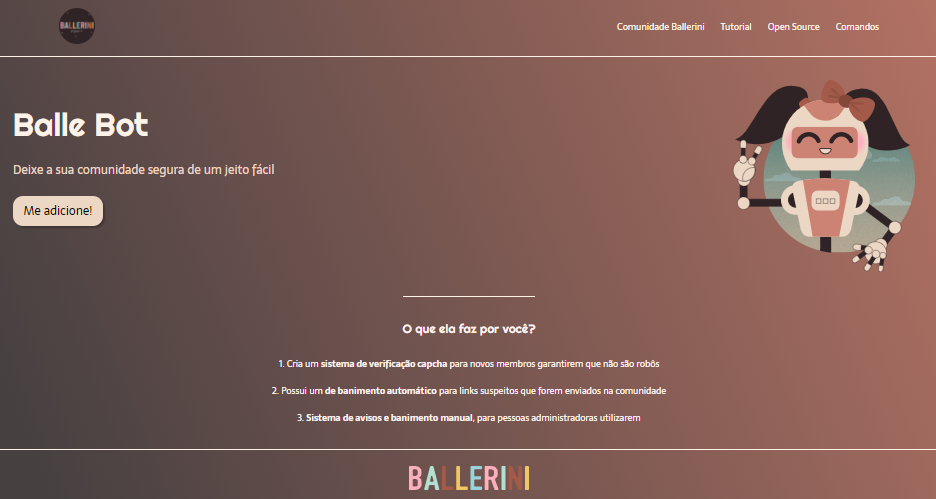 BALLERINI
Comunidade Ballerini
Tutorial
Open Source
Comandos
Balle Bot
Deixe a sua comunidade segura de um jeito fácil
Me adicione!
O que ela faz por você?
1. Cria um sistema de verificação capcha para novos membros garantirem que não são robôs
2. Possui um de banimento automático para links suspeitos que forem enviados na comunidade
3. Sistema de avisos e banimento manual, para pessoas administradoras utilizarem
BALLERINI